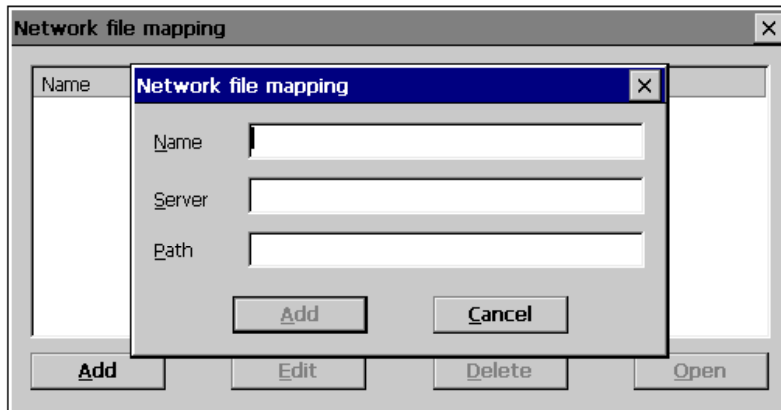 Network file mapping
Name
Network file mapping
Name
Server
Path
Add Cancel
Add Edit Delete Open